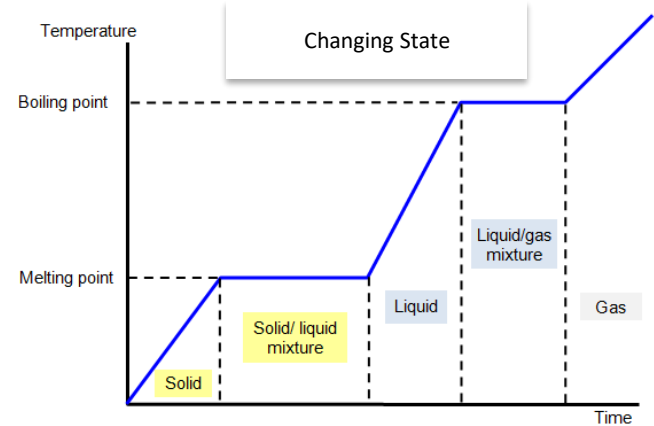 Changing State
Temperature
Boiling point
Melting point
Solid
Solid/ liquid
mixture
Liquid
Liquid/gas
mixture
Gas
Time